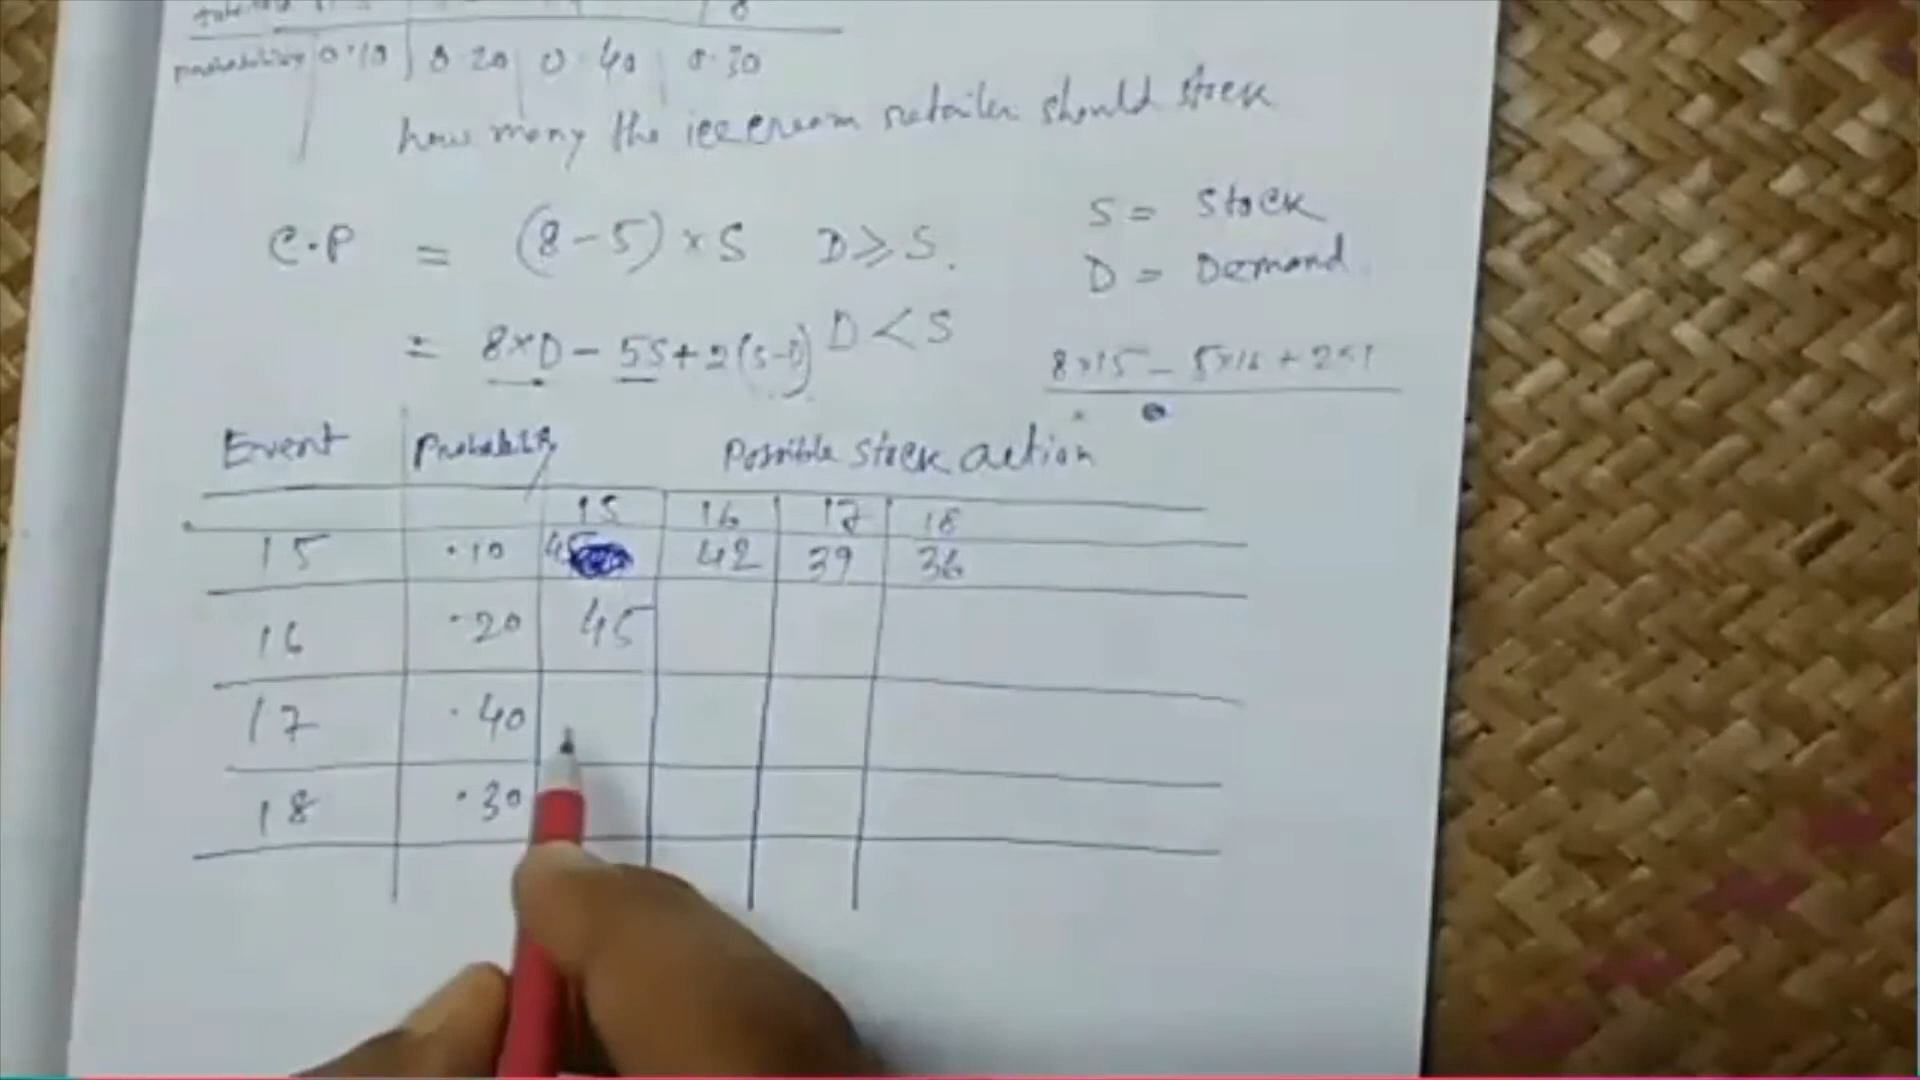 8
probability 0.10 0.20 0.40 0.30
how many the icecream retailer should stock
C.P = (8-5)×S D≥S.
S = Stock
D = Demand.
= 8×D - 5S+2(S-D) D<S
8×15 - 5×16 + 2×1
Event Probability Possible stock action
15 16 17 18
15 .10 45 42 39 36
16 .20 45
17 .40
18 .30